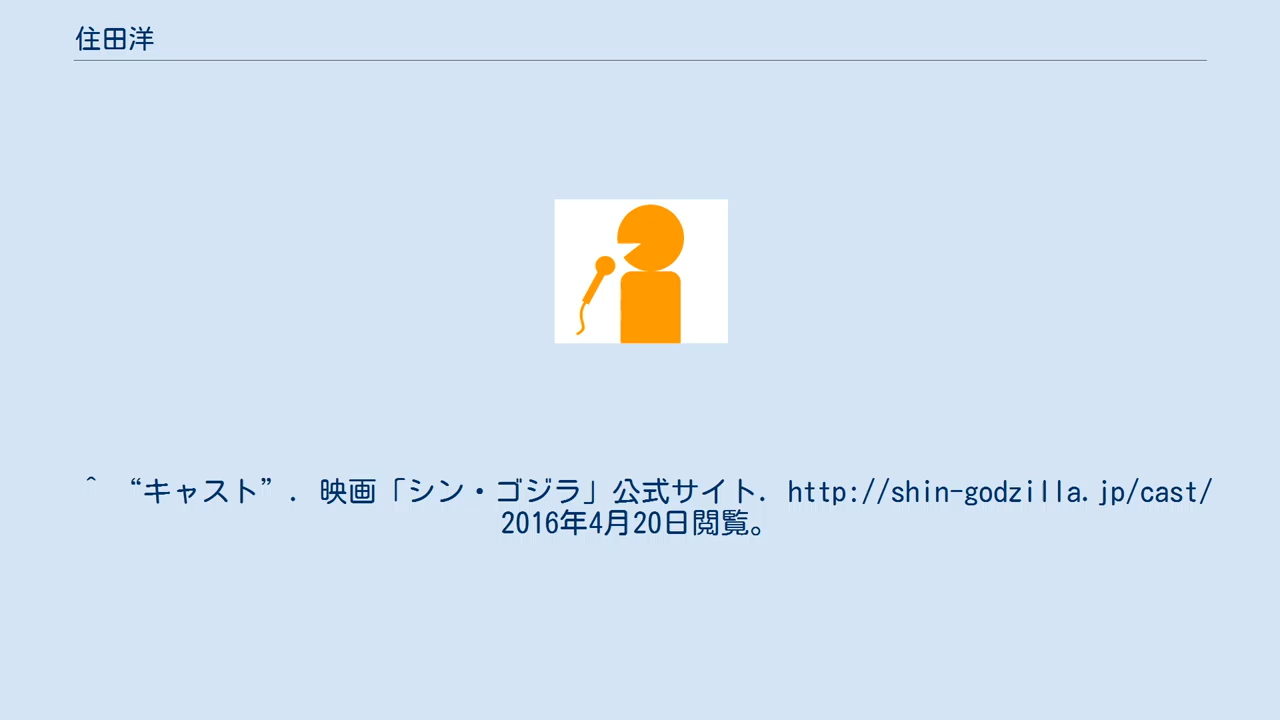 住田洋
^ “キャスト”. 映画「シン・ゴジラ」公式サイト. http://shin-godzilla.jp/cast/
2016年4月20日閲覧。